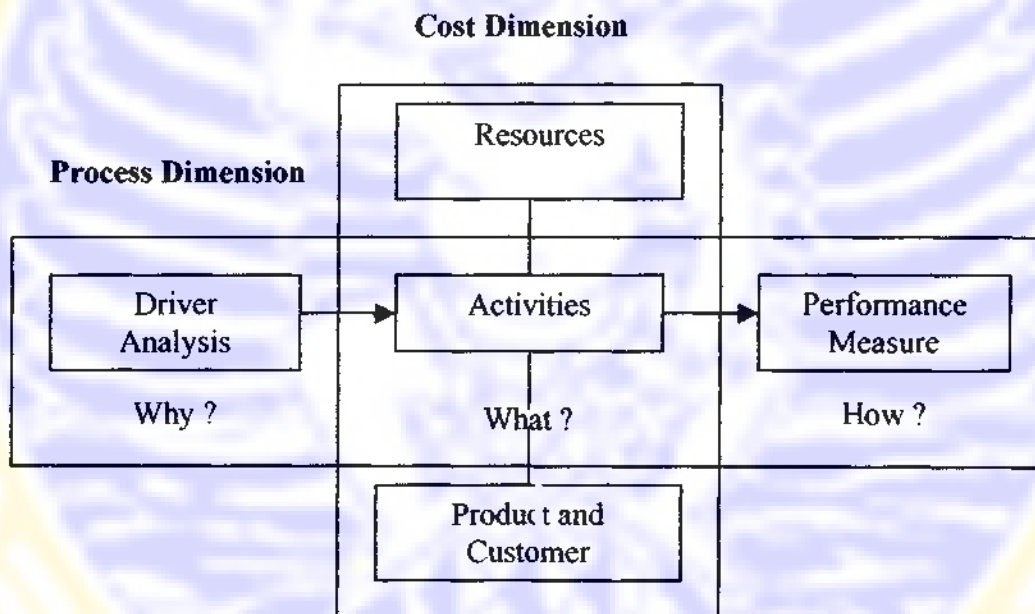 Cost Dimension
Resources
Process Dimension
Driver
Analysis
Activities
Performance
Measure
Why ?
What ?
How ?
Product and
Customer